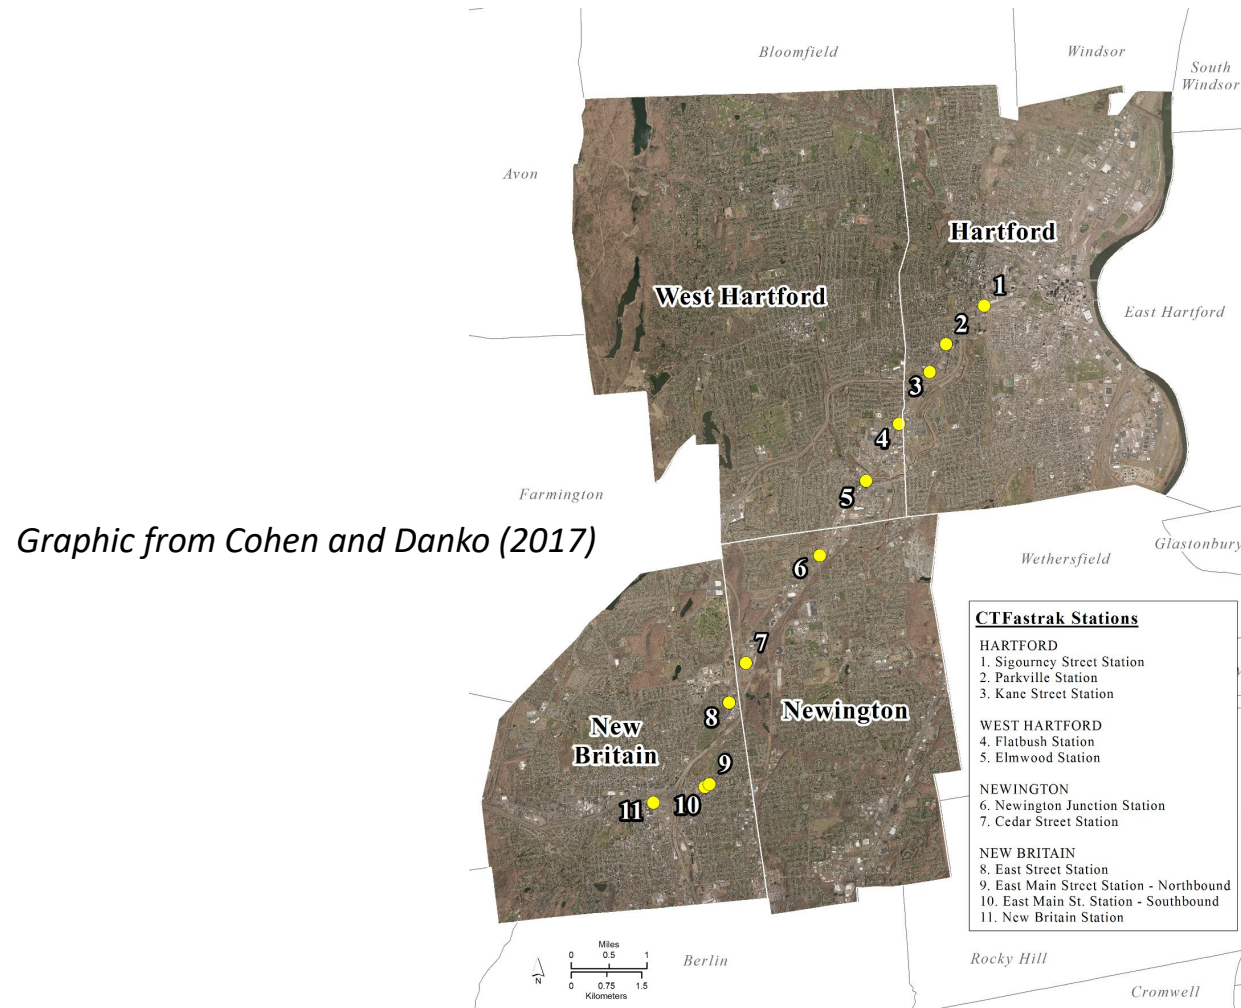 Bloomfield
Windsor
South
Windsor
Avon
Hartford
West Hartford
1
2
East Hartford
3
4
Farmington
5
Graphic from Cohen and Danko (2017)
Glastonbury
Wethersfield
6
CTFastrak Stations
HARTFORD
1. Sigourney Street Station
2. Parkville Station
3. Kane Street Station
WEST HARTFORD
4. Flatbush Station
5. Elmwood Station
NEWINGTON
6. Newington Junction Station
7. Cedar Street Station
NEW BRITAIN
8. East Street Station
9. East Main Street Station - Northbound
10. East Main St. Station - Southbound
11. New Britain Station
7
8
Newington
New
Britain
9
10
11
Miles
0 0.5 1
0 0.75 1.5
Kilometers
N
Berlin
Rocky Hill
Cromwell